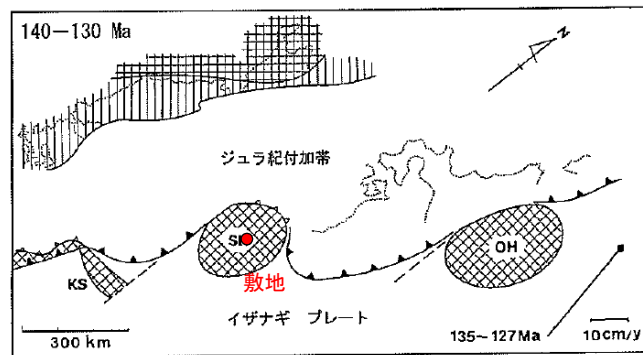 140−130 Ma
N
ジュラ紀付加帯
SI
OH
KS
敷地
イザナギ プレート
300 km
135~127Ma
10cm/y